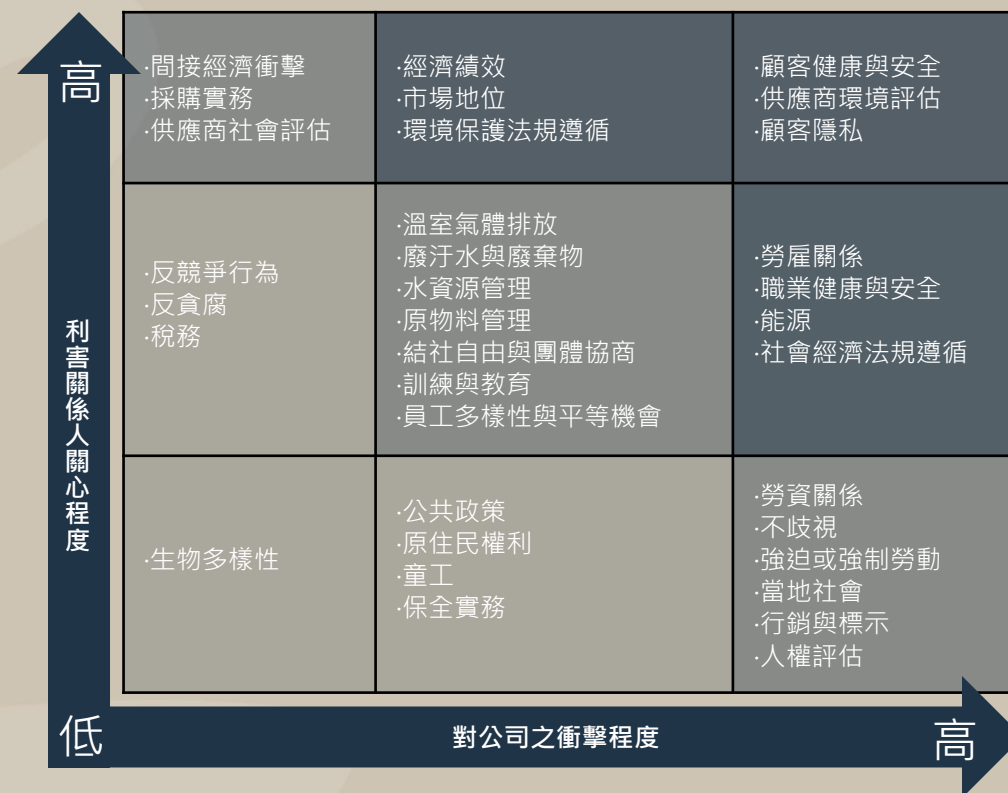 高
·間接經濟衝擊
·採購實務
·供應商社會評估
·經濟績效
·市場地位
·環境保護法規遵循
·顧客健康與安全
·供應商環境評估
·顧客隱私
利害關係人關心程度
·反競爭行為
·反貪腐
·稅務
·溫室氣體排放
·廢汙水與廢棄物
·水資源管理
·原物料管理
·結社自由與團體協商
·訓練與教育
·員工多樣性與平等機會
·勞雇關係
·職業健康與安全
·能源
·社會經濟法規遵循
·生物多樣性
·公共政策
·原住民權利
·童工
·保全實務
·勞資關係
·不歧視
·強迫或強制勞動
·當地社會
·行銷與標示
·人權評估
低
對公司之衝擊程度
高